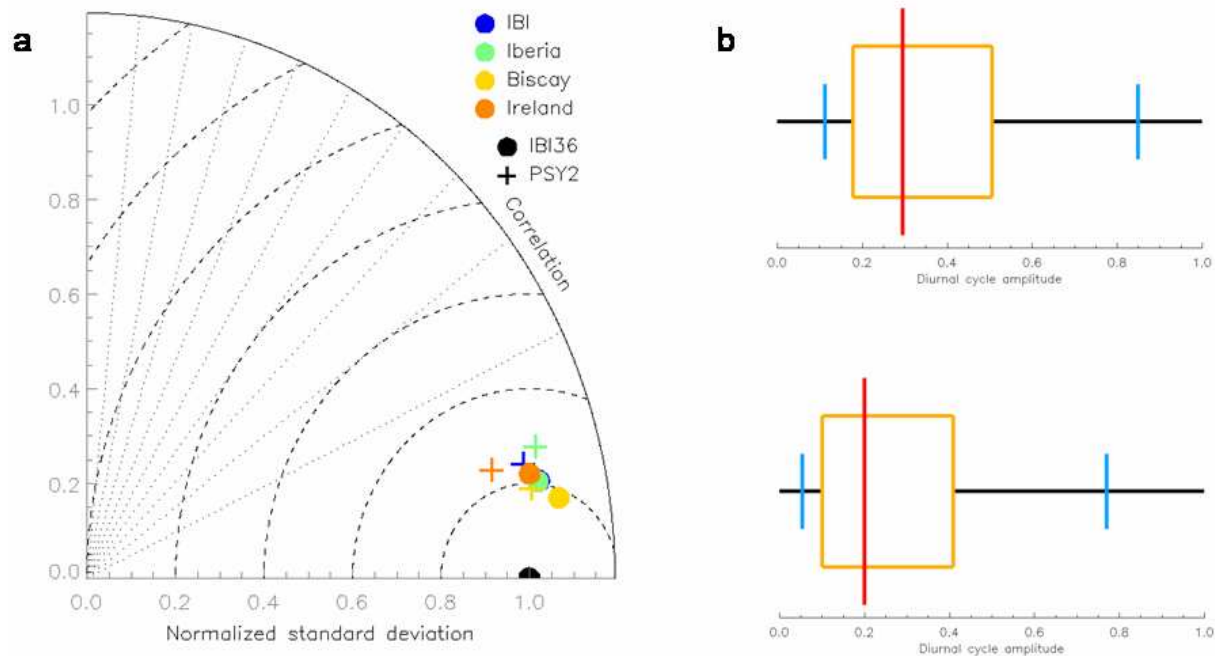 a
IBI
Iberia
Biscay
Ireland
IBI36
PSY2
Correlation
1.0
0.8
0.6
0.4
0.2
0.0
0.0 0.2 0.4 0.6 0.8 1.0
Normalized standard deviation
b
0.0 0.2 0.4 0.6 0.8 1.0
Diurnal cycle amplitude
0.0 0.2 0.4 0.6 0.8 1.0
Diurnal cycle amplitude